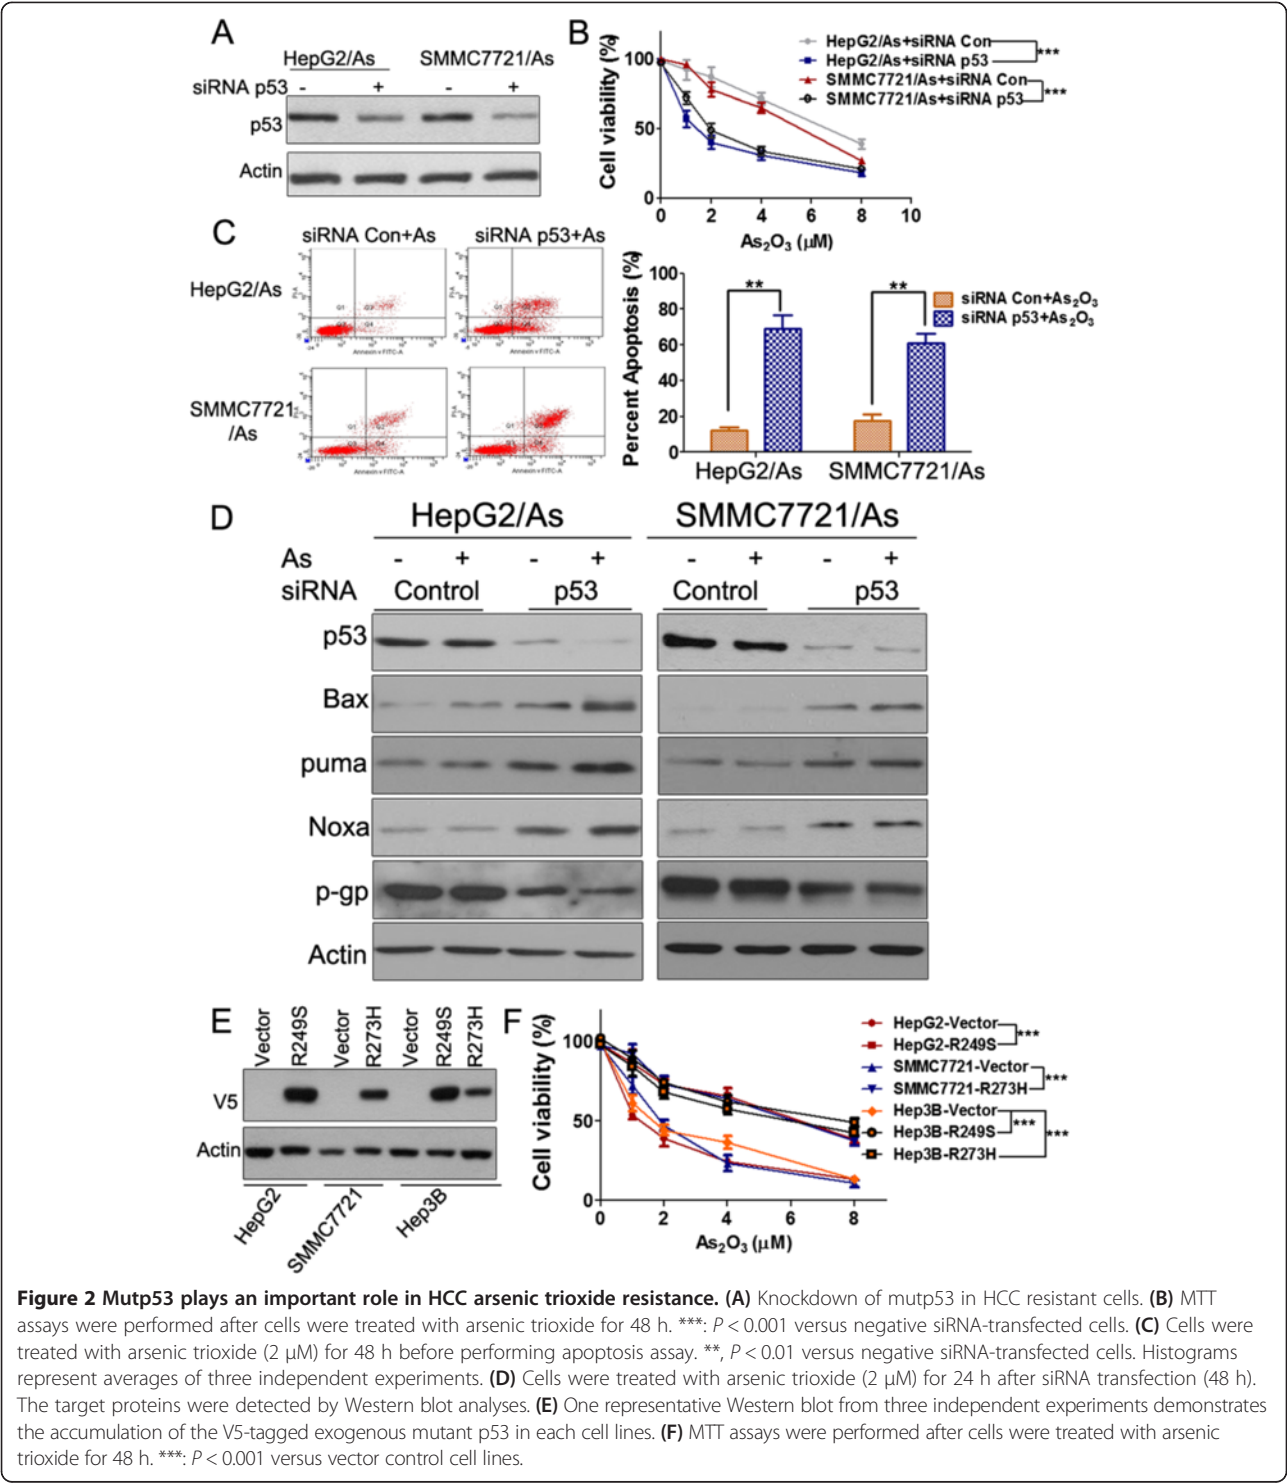 A
HepG2/As SMMC7721/As
siRNA p53 - + - +
p53
Actin
B
Cell viability (%)
100
50
0
0 2 4 6 8 10
As₂O₃ (μM)
HepG2/As+siRNA Con
HepG2/As+siRNA p53
***
SMMC7721/As+siRNA Con
SMMC7721/As+siRNA p53
***
C
siRNA Con+As siRNA p53+As
HepG2/As
SMMC7721
/As
Annexin v FITC-A
Annexin v FITC-A
Annexin v FITC-A
Annexin v FITC-A
Percent Apoptosis (%)
100
80
60
40
20
0
** **
HepG2/As SMMC7721/As
siRNA Con+As₂O₃
siRNA p53+As₂O₃
D
HepG2/As SMMC7721/As
As - + - + - + - +
siRNA Control p53 Control p53
p53
Bax
puma
Noxa
p-gp
Actin
E
Vector R249S Vector R273H Vector R249S R273H
V5
Actin
HepG2 SMMC7721 Hep3B
F
Cell viability (%)
100
50
0
0 2 4 6 8
As₂O₃ (μM)
HepG2-Vector
HepG2-R249S
***
SMMC7721-Vector
SMMC7721-R273H
***
Hep3B-Vector
Hep3B-R249S
***
Hep3B-R273H
***
Figure 2 Mutp53 plays an important role in HCC arsenic trioxide resistance. (A) Knockdown of mutp53 in HCC resistant cells. (B) MTT
assays were performed after cells were treated with arsenic trioxide for 48 h. ***: P < 0.001 versus negative siRNA-transfected cells. (C) Cells were
treated with arsenic trioxide (2 μM) for 48 h before performing apoptosis assay. **, P < 0.01 versus negative siRNA-transfected cells. Histograms
represent averages of three independent experiments. (D) Cells were treated with arsenic trioxide (2 μM) for 24 h after siRNA transfection (48 h).
The target proteins were detected by Western blot analyses. (E) One representative Western blot from three independent experiments demonstrates
the accumulation of the V5-tagged exogenous mutant p53 in each cell lines. (F) MTT assays were performed after cells were treated with arsenic
trioxide for 48 h. ***: P < 0.001 versus vector control cell lines.